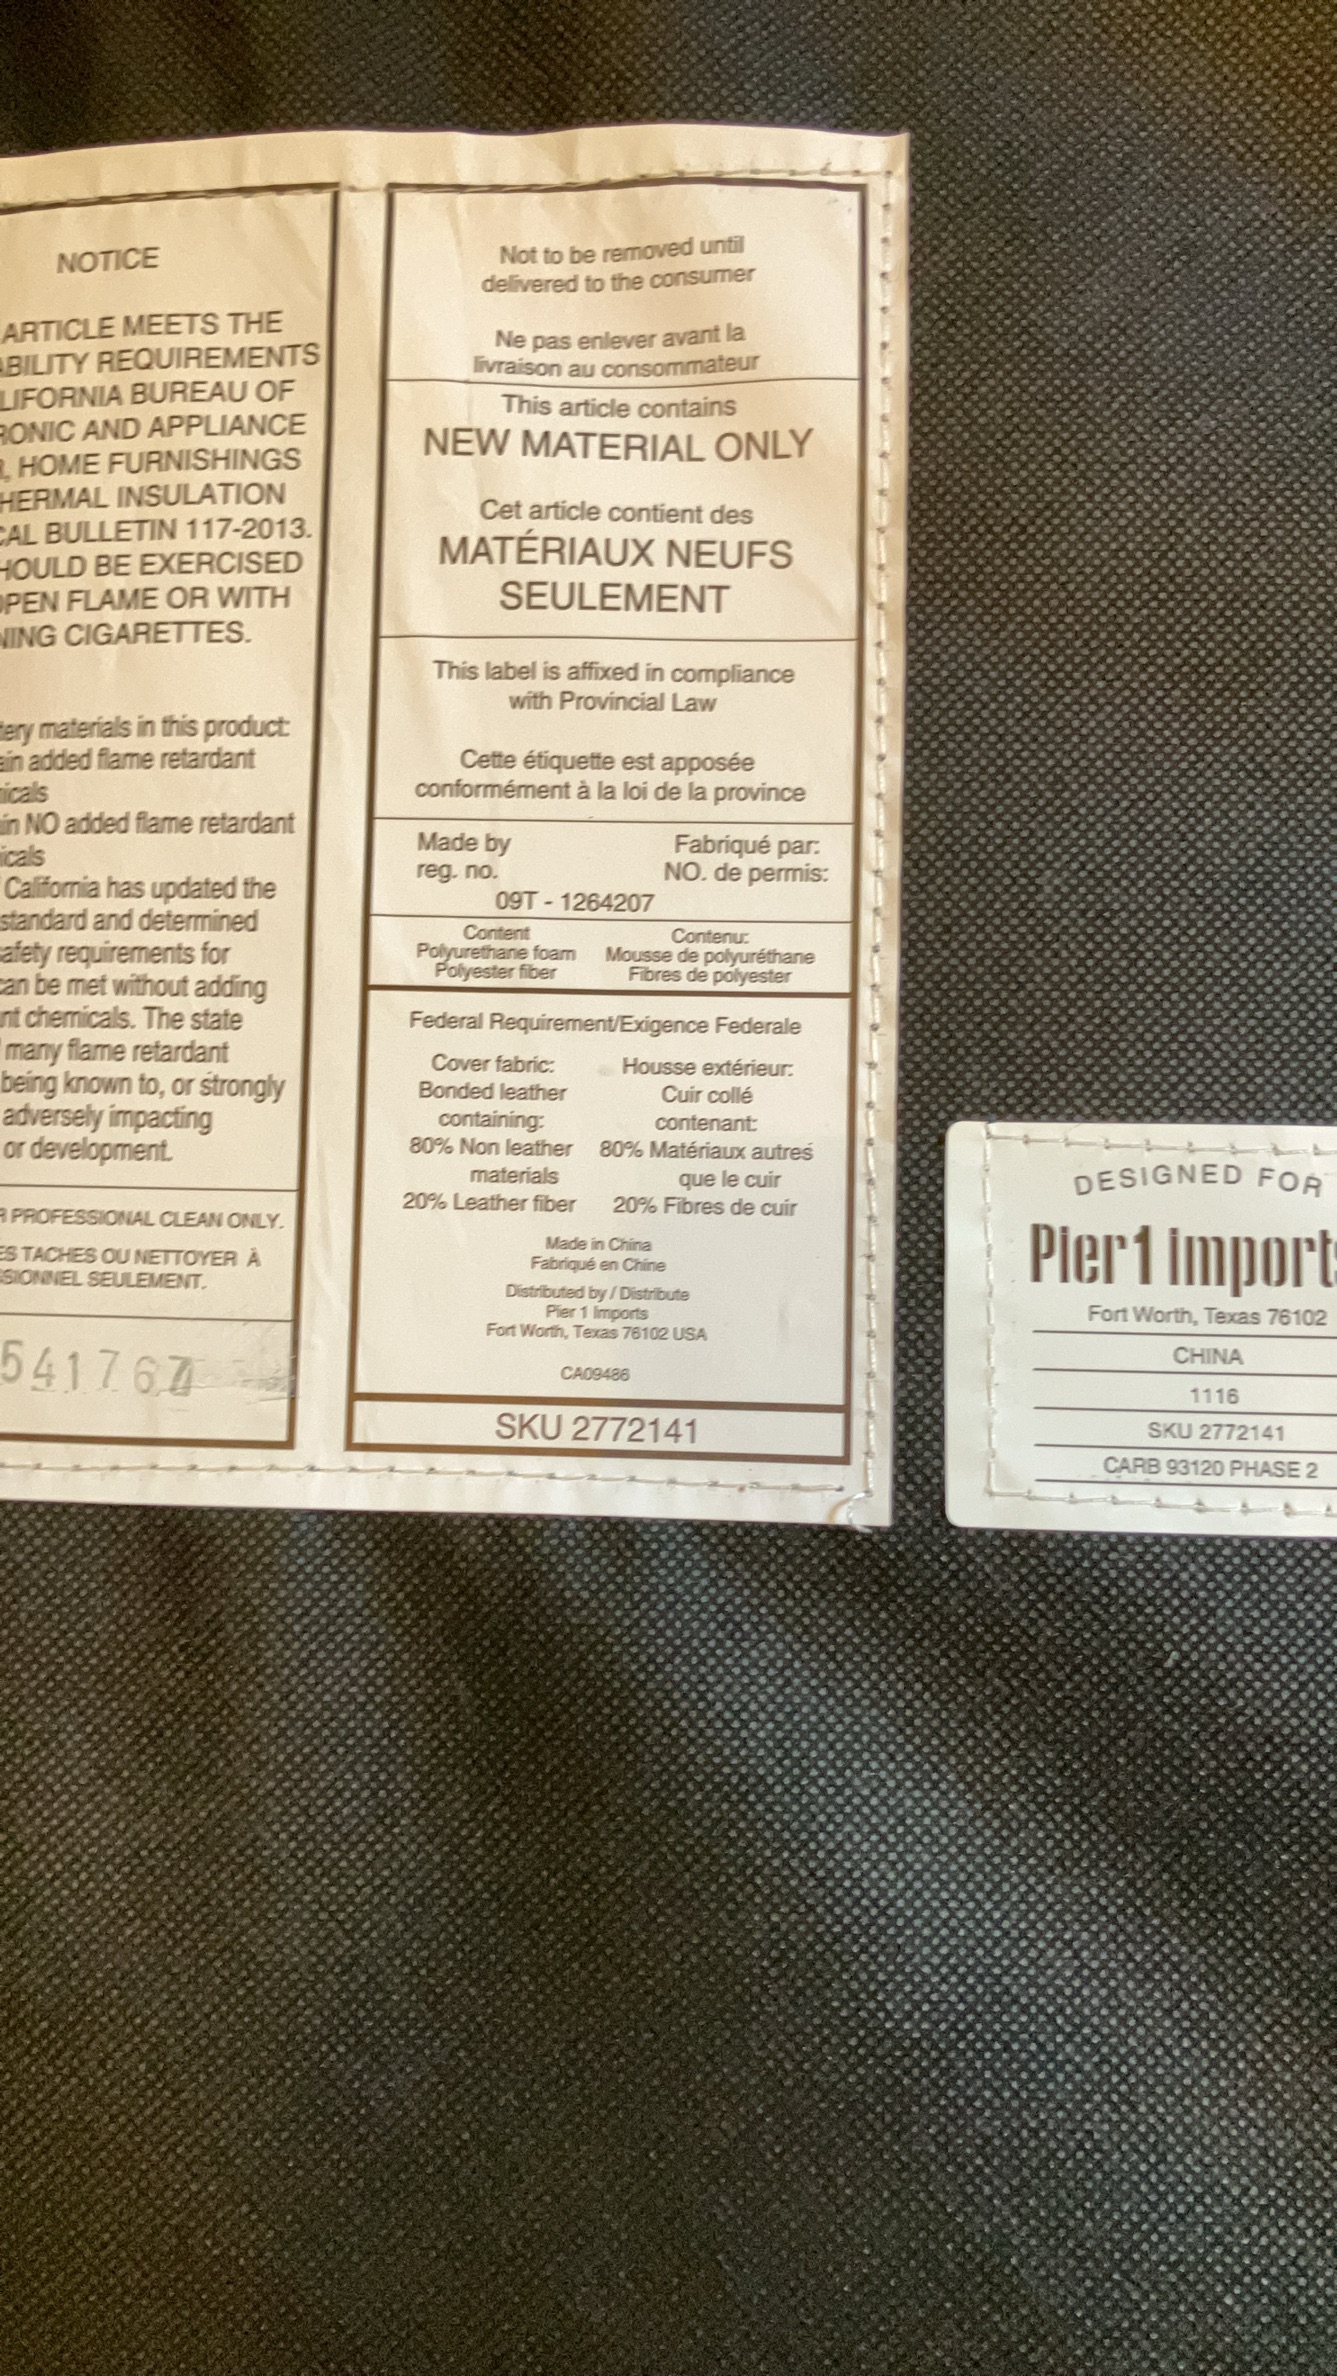 NOTICE
ARTICLE MEETS THE
ABILITY REQUIREMENTS
LIFORNIA BUREAU OF
RONIC AND APPLIANCE
R, HOME FURNISHINGS
HERMAL INSULATION
CAL BULLETIN 117-2013.
HOULD BE EXERCISED
OPEN FLAME OR WITH
NING CIGARETTES.
tery materials in this product:
ain added flame retardant
icals
in NO added flame retardant
icals
California has updated the
standard and determined
safety requirements for
can be met without adding
nt chemicals. The state
many flame retardant
being known to, or strongly
adversely impacting
or development.
R PROFESSIONAL CLEAN ONLY.
ES TACHES OU NETTOYER À
SSIONNEL SEULEMENT.
541767
Not to be removed until
delivered to the consumer
Ne pas enlever avant la
livraison au consommateur
This article contains
NEW MATERIAL ONLY
Cet article contient des
MATÉRIAUX NEUFS
SEULEMENT
This label is affixed in compliance
with Provincial Law
Cette étiquette est apposée
conformément à la loi de la province
Made by Fabriqué par:
reg. no. NO. de permis:
09T - 1264207
Content Contenu:
Polyurethane foam Mousse de polyuréthane
Polyester fiber Fibres de polyester
Federal Requirement/Exigence Federale
Cover fabric: Housse extérieur:
Bonded leather Cuir collé
containing: contenant:
80% Non leather 80% Matériaux autres
materials que le cuir
20% Leather fiber 20% Fibres de cuir
Made in China
Fabriqué en Chine
Distributed by / Distribute
Pier 1 Imports
Fort Worth, Texas 76102 USA
CA09486
SKU 2772141
DESIGNED FOR
Pier 1 imports
Fort Worth, Texas 76102
CHINA
1116
SKU 2772141
CARB 93120 PHASE 2